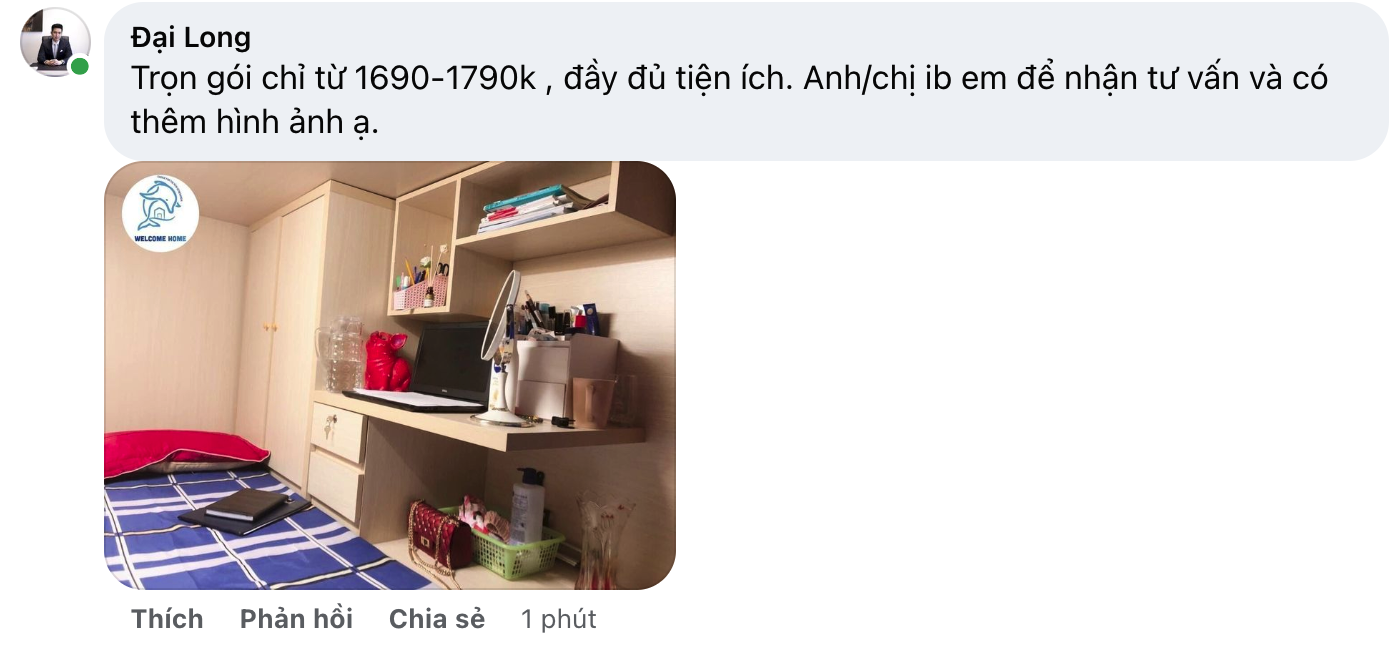 Đại Long
Trọn gói chỉ từ 1690-1790k , đầy đủ tiện ích. Anh/chị ib em để nhận tư vấn và có
thêm hình ảnh ạ.
WELCOME HOME
Thích Phản hồi Chia sẻ 1 phút